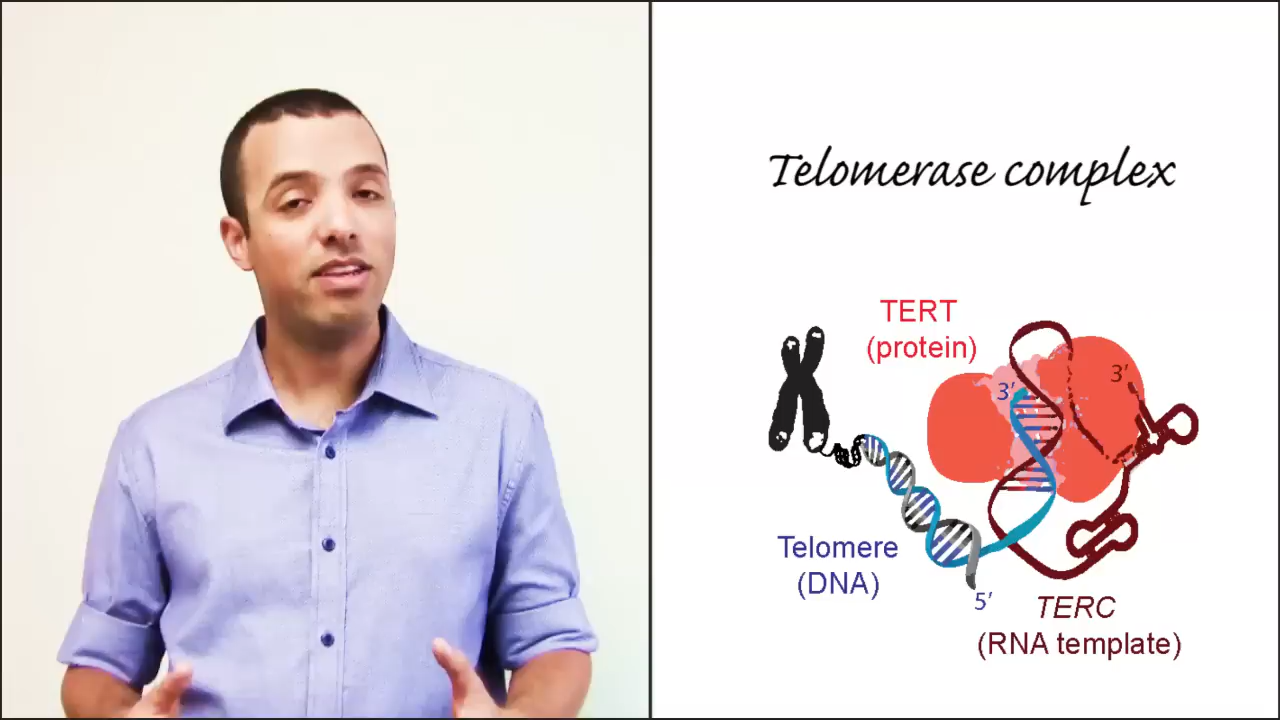 Telomerase complex
TERT
(protein)
3′
3′
Telomere
(DNA)
5′
TERC
(RNA template)